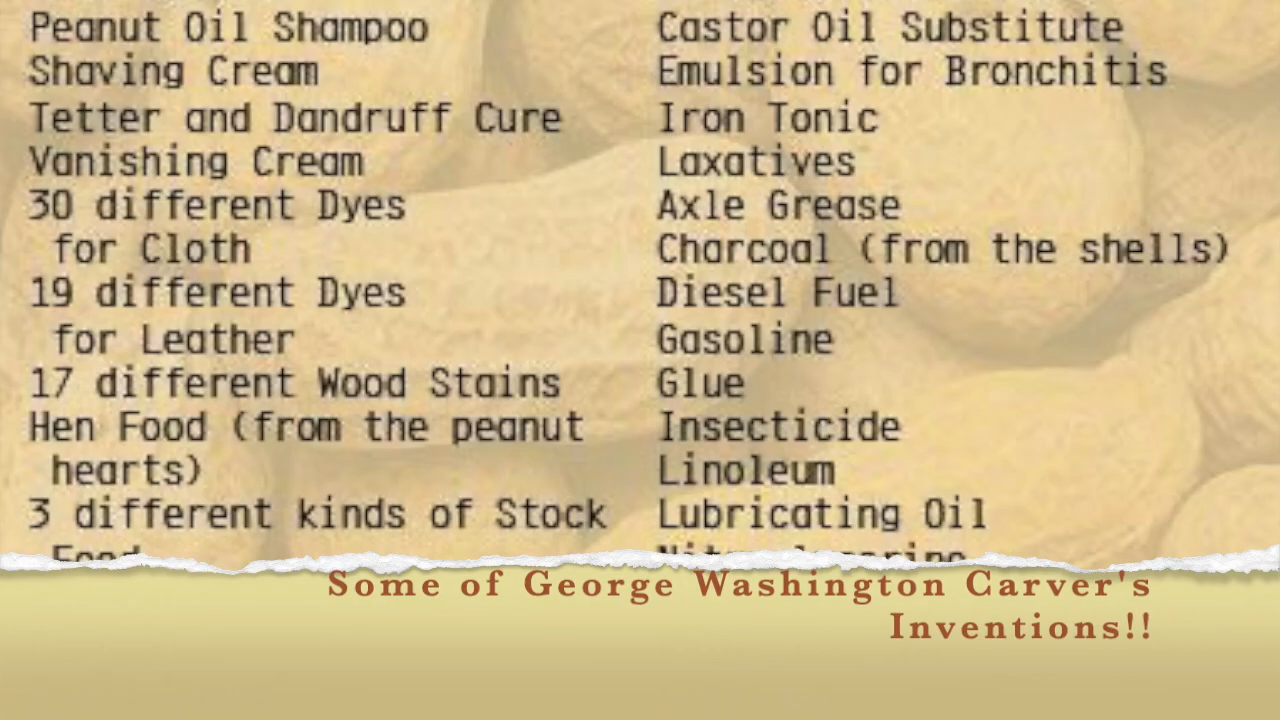 Peanut Oil Shampoo
Shaving Cream
Tetter and Dandruff Cure
Vanishing Cream
30 different Dyes
for Cloth
19 different Dyes
for Leather
17 different Wood Stains
Hen Food (from the peanut
hearts)
3 different kinds of Stock
Food
Castor Oil Substitute
Emulsion for Bronchitis
Iron Tonic
Laxatives
Axle Grease
Charcoal (from the shells)
Diesel Fuel
Gasoline
Glue
Insecticide
Linoleum
Lubricating Oil
Some of George Washington Carver's
Inventions!!